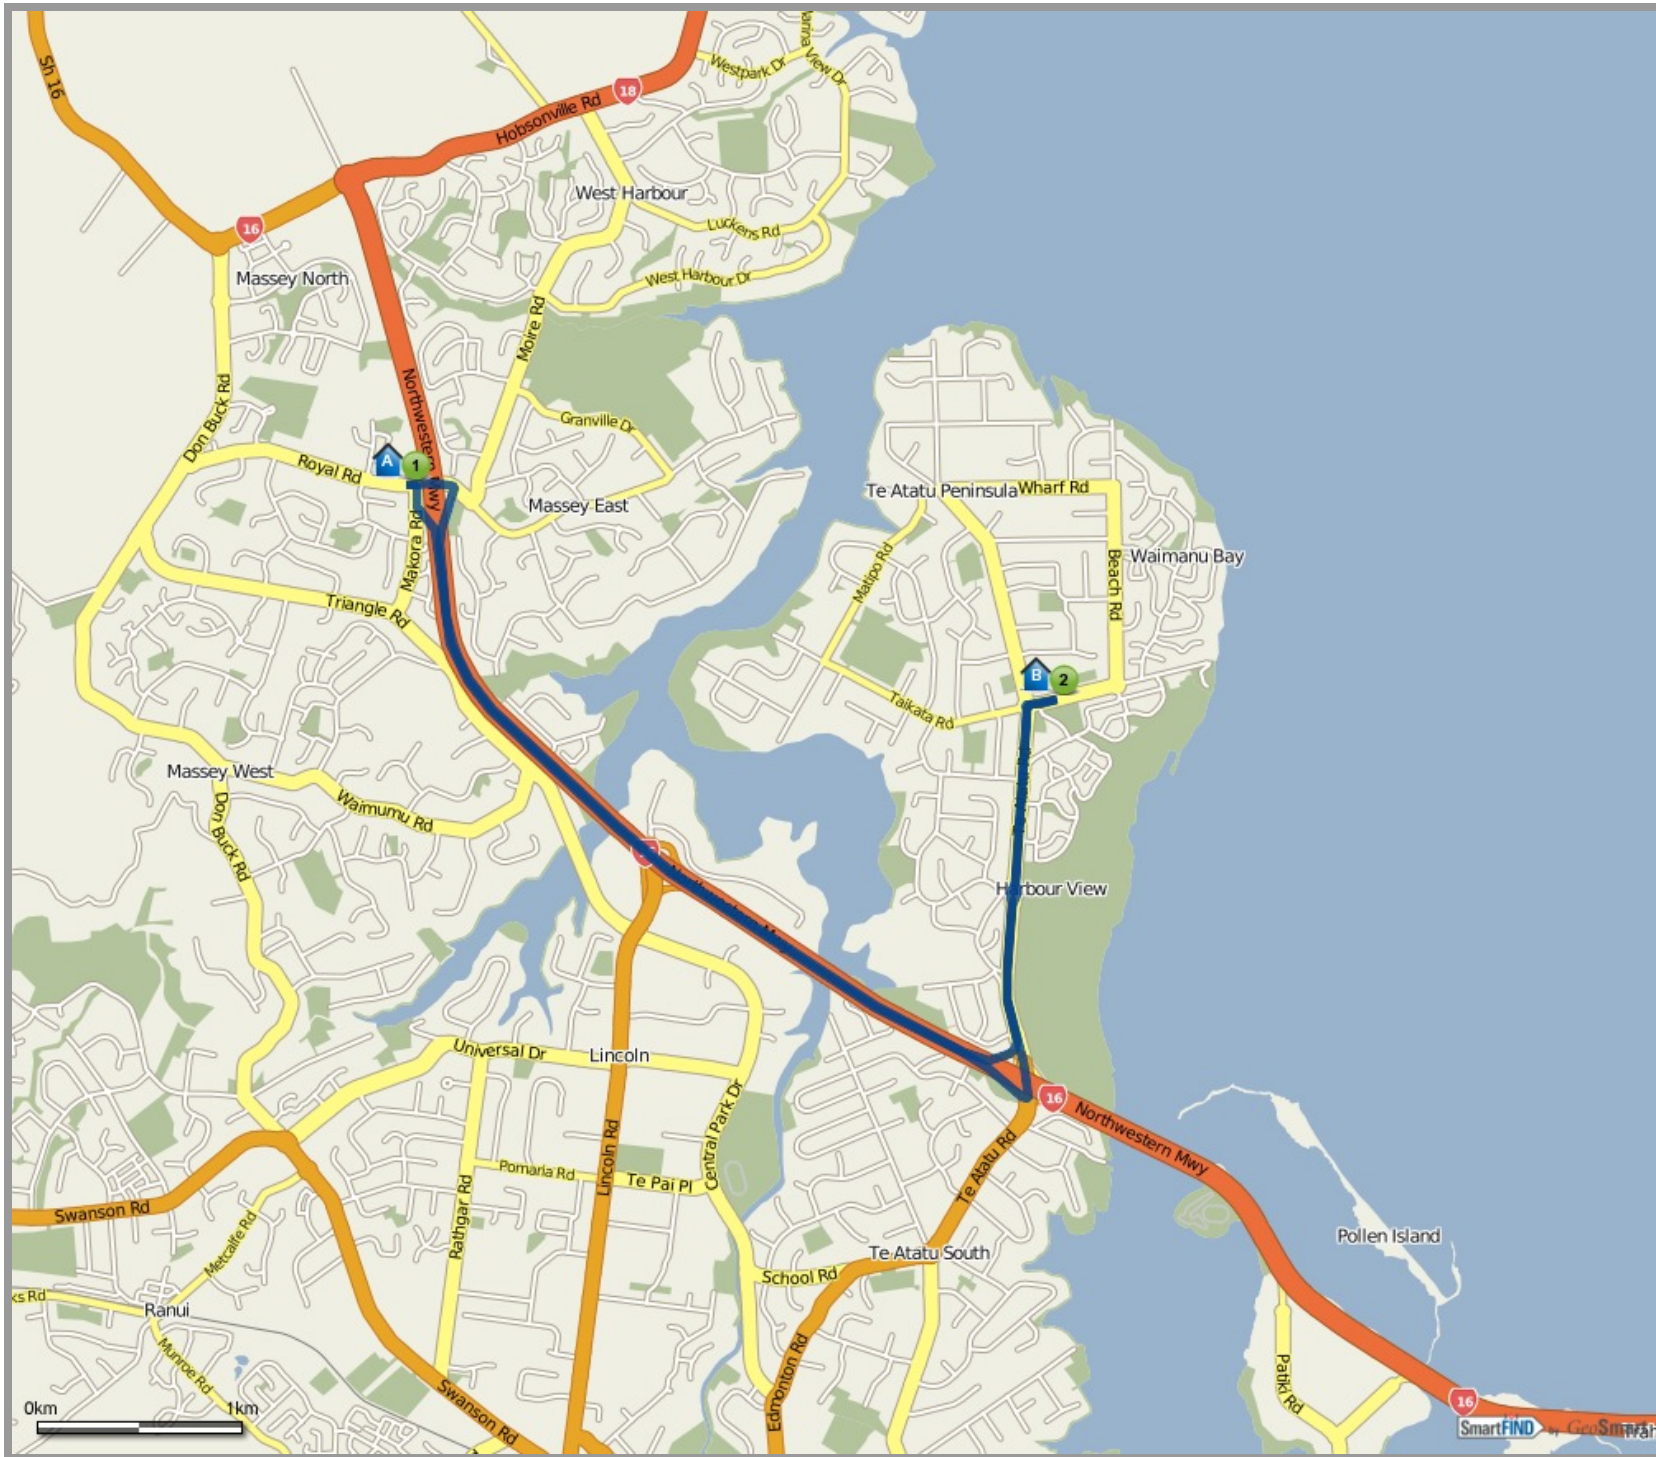 Sh 16
Westpark Dr
View Dr
18
Hobsonville Rd
West Harbour
16
Luckens Rd
Massey North
West Harbour Dr
Moire Rd
Northwestern Mwy
Don Buck Rd
Granville Dr
Royal Rd
A
1
Massey East
Te Atatu Peninsula
Wharf Rd
Makora Rd
Matipo Rd
Beach Rd
Waimanu Bay
Triangle Rd
B
2
Taikata Rd
Massey West
Don Buck Rd
Waimumu Rd
Harbour View
Universal Dr
Lincoln
16
Northwestern Mwy
Central Park Dr
Te Atatu Rd
Lincoln Rd
Pomaria Rd
Te Pai Pl
Rathgar Rd
Swanson Rd
Metcalfe Rd
Te Atatu South
School Rd
Pollen Island
Ranui
Munroe Rd
Edmonton Rd
Patiki Rd
Swanson Rd
0km
1km
16
SmartFIND
by
GeoSmart